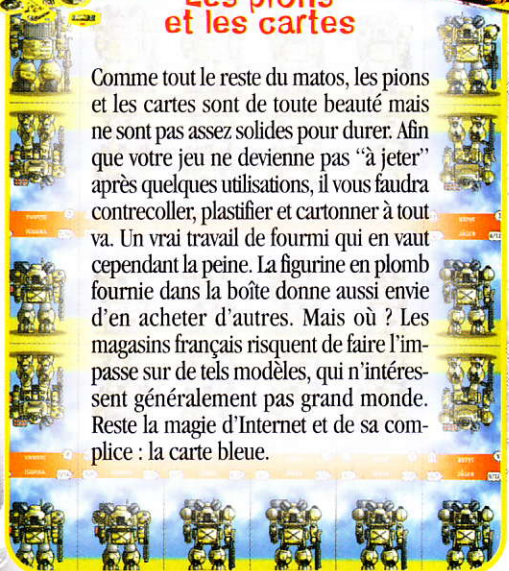 Les pions
et les cartes
Comme tout le reste du matos, les pions
et les cartes sont de toute beauté mais
ne sont pas assez solides pour durer. Afin
que votre jeu ne devienne pas “à jeter”
après quelques utilisations, il vous faudra
contrecoller, plastifier et cartonner à tout
va. Un vrai travail de fourmi qui en vaut
cependant la peine. La figurine en plomb
fournie dans la boîte donne aussi envie
d’en acheter d’autres. Mais où ? Les
magasins français risquent de faire l’im-
passe sur de tels modèles, qui n’intéres-
sent généralement pas grand monde.
Reste la magie d’Internet et de sa com-
plice : la carte bleue.